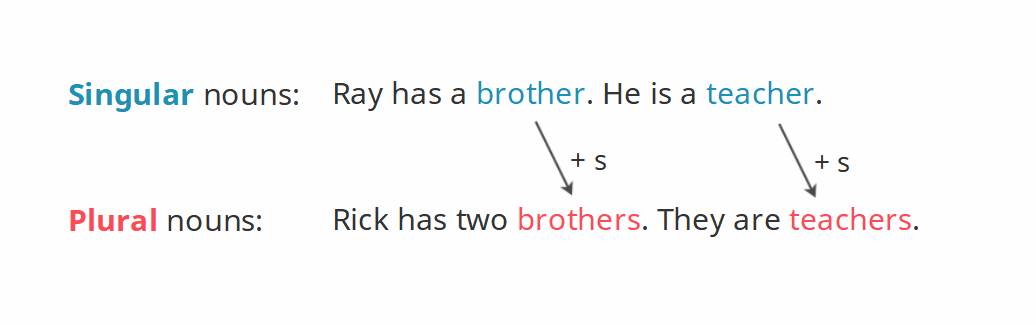 Singular nouns: Ray has a brother. He is a teacher.
+ s + s
Plural nouns: Rick has two brothers. They are teachers.